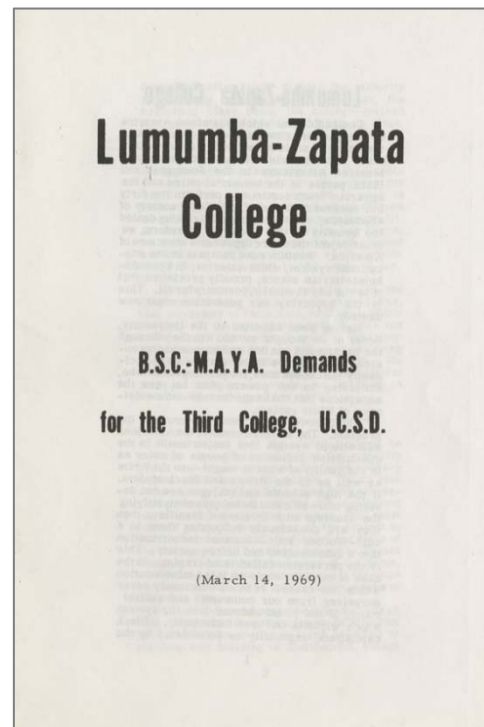 Lumumba-Zapata
College
B.S.C.-M.A.Y.A. Demands
for the Third College, U.C.S.D.
(March 14, 1969)